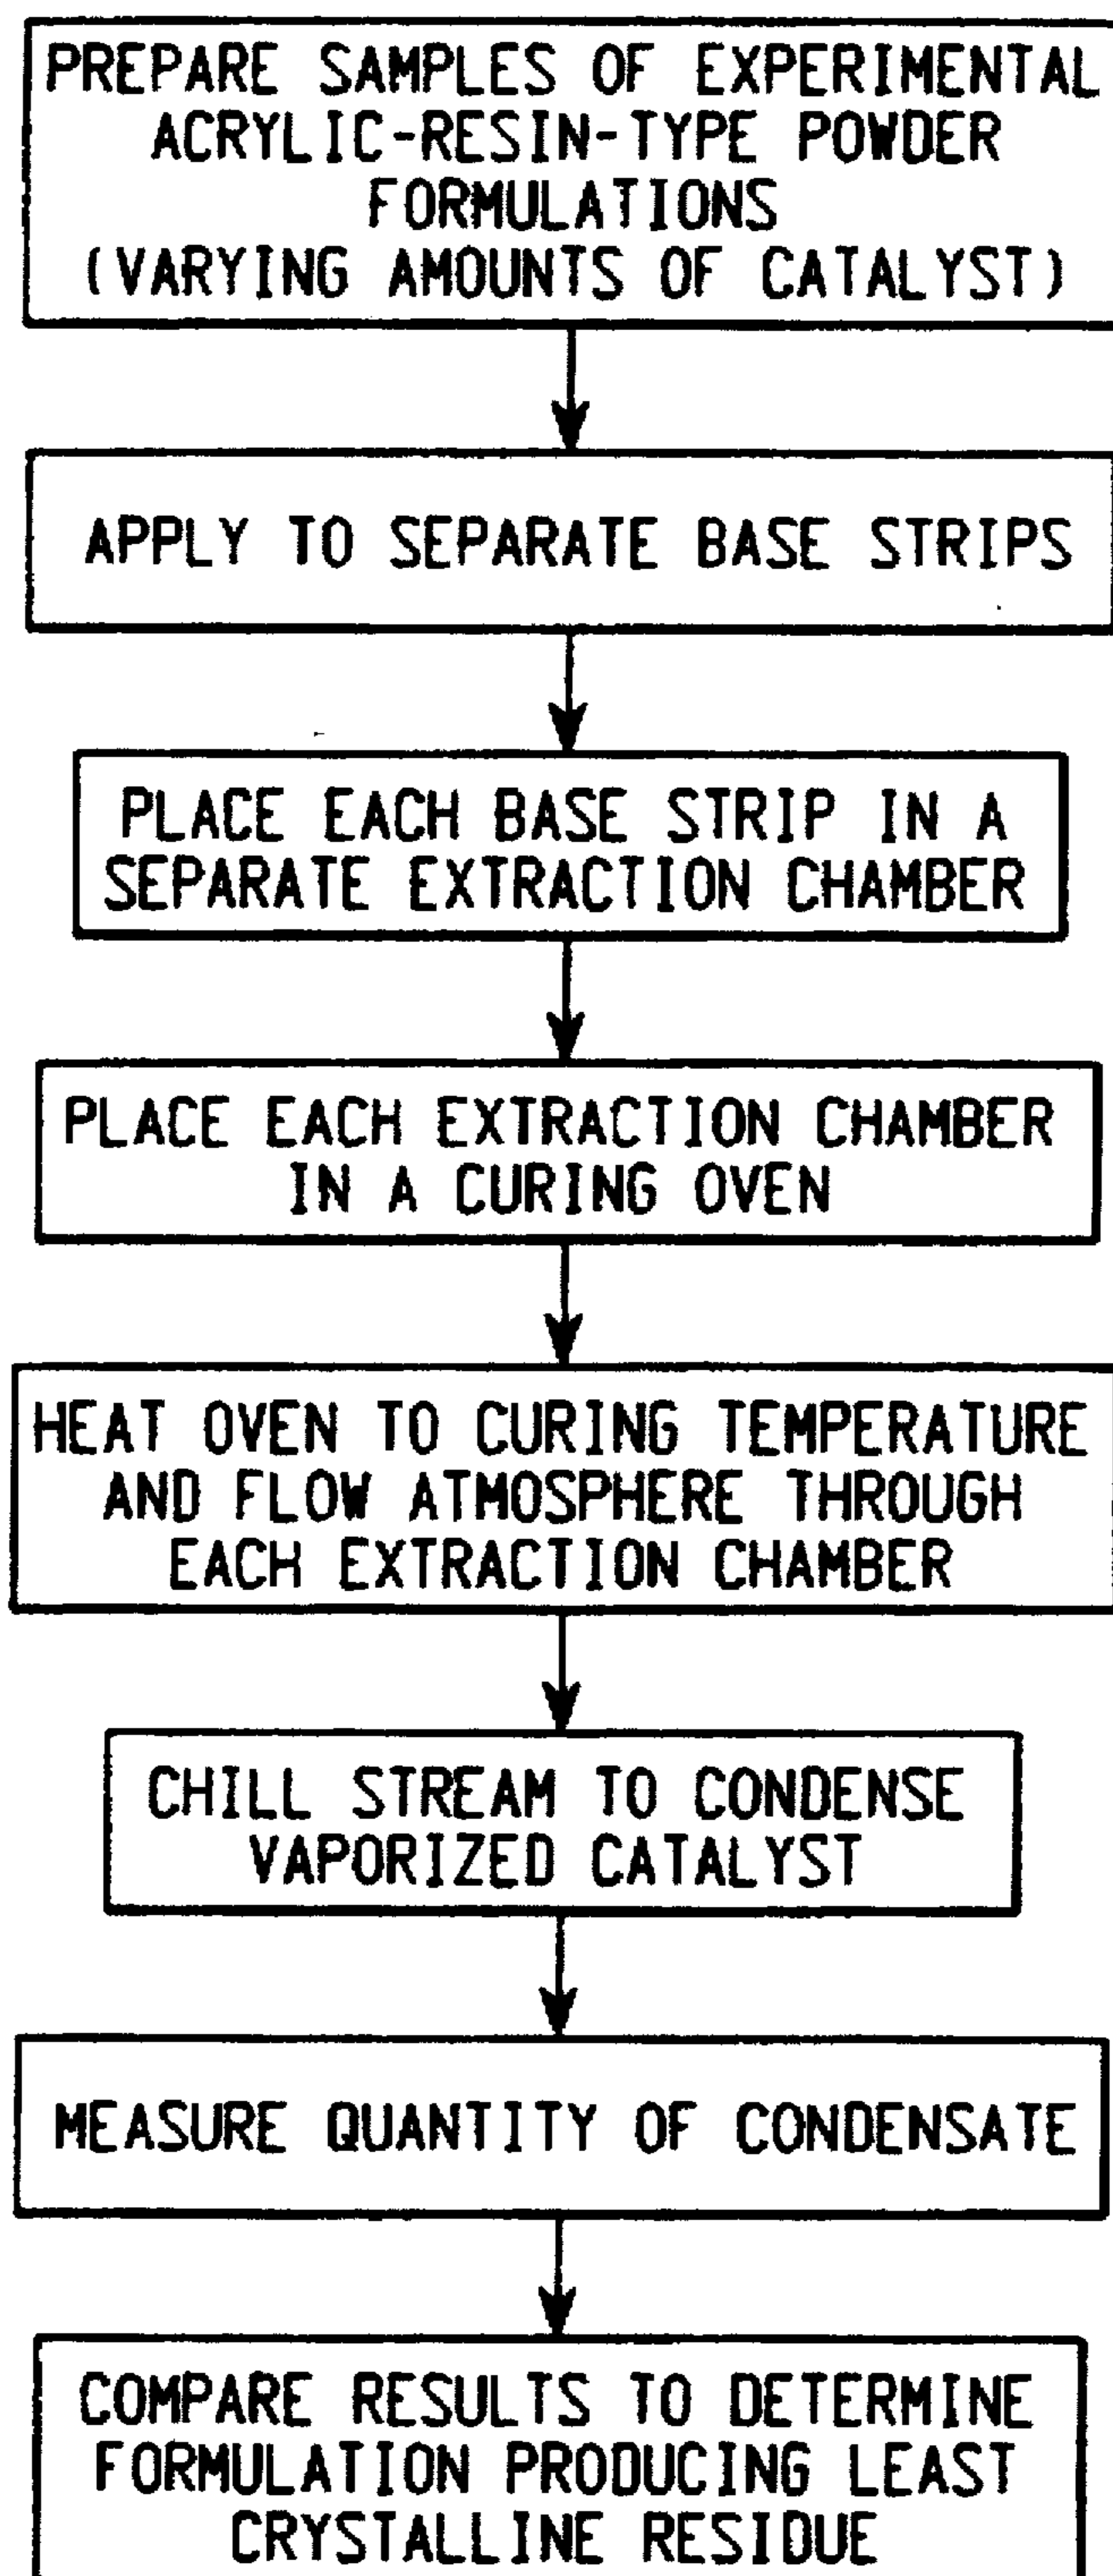 PREPARE SAMPLES OF EXPERIMENTAL
ACRYLIC-RESIN-TYPE POWDER
FORMULATIONS
(VARYING AMOUNTS OF CATALYST)
APPLY TO SEPARATE BASE STRIPS
PLACE EACH BASE STRIP IN A
SEPARATE EXTRACTION CHAMBER
PLACE EACH EXTRACTION CHAMBER
IN A CURING OVEN
HEAT OVEN TO CURING TEMPERATURE
AND FLOW ATMOSPHERE THROUGH
EACH EXTRACTION CHAMBER
CHILL STREAM TO CONDENSE
VAPORIZED CATALYST
MEASURE QUANTITY OF CONDENSATE
COMPARE RESULTS TO DETERMINE
FORMULATION PRODUCING LEAST
CRYSTALLINE RESIDUE